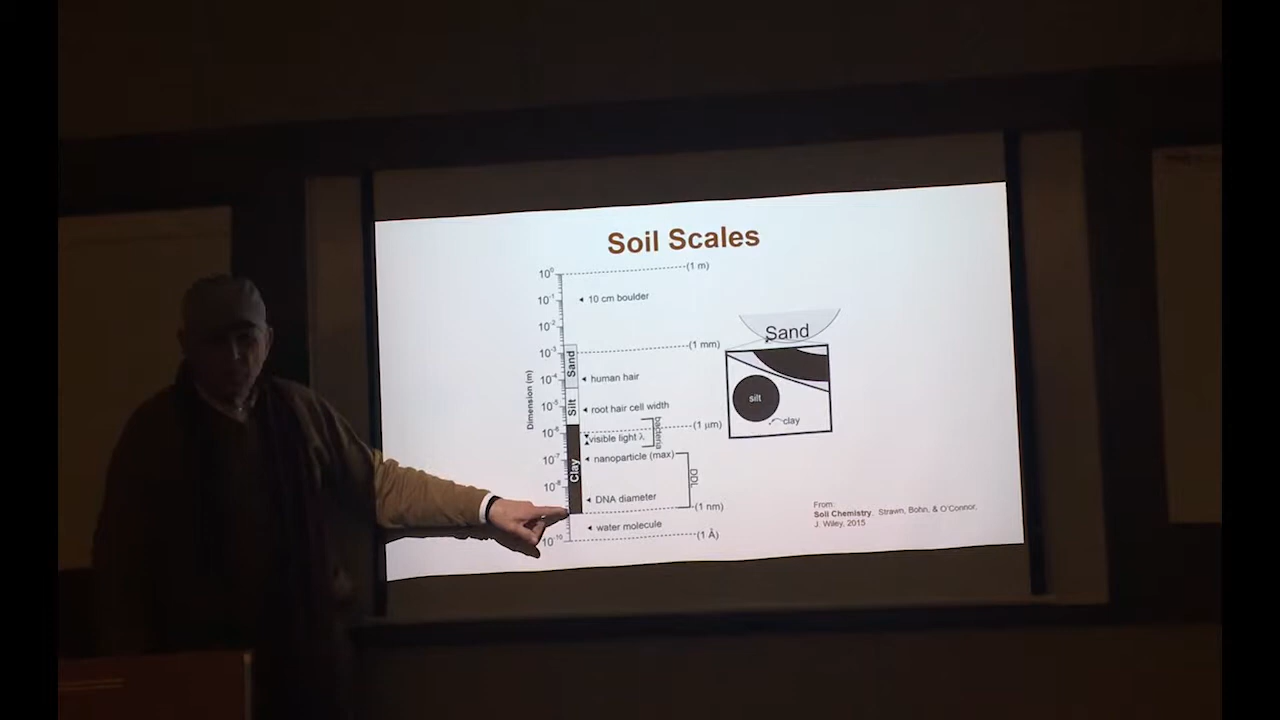 Soil Scales
10⁰
(1 m)
10⁻¹
10 cm boulder
10⁻²
10⁻³
(1 mm)
Sand
10⁻⁴
human hair
Silt
10⁻⁵
root hair cell width
10⁻⁶
(1 μm)
visible light λ
bacteria
10⁻⁷
nanoparticle (max)
Clay
DDL
10⁻⁸
DNA diameter
(1 nm)
water molecule
10⁻¹⁰
(1 Å)
Dimension (m)
Sand
silt
clay
From:
Soil Chemistry. Strawn, Bohn, & O'Connor,
J. Wiley, 2015